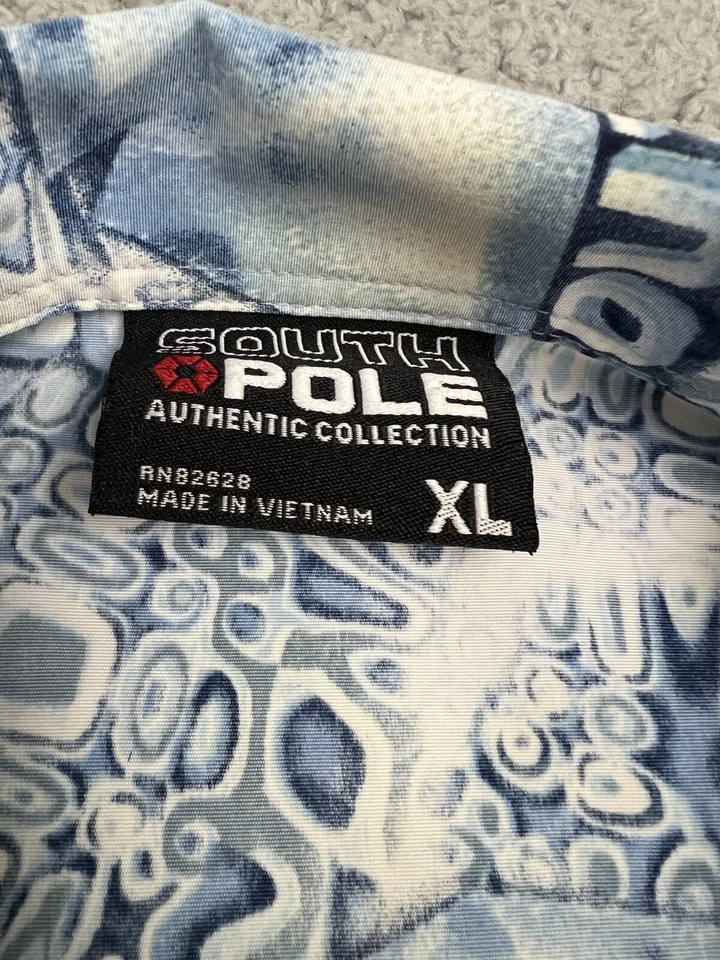 SOUTH
POLE
AUTHENTIC COLLECTION
RN82628
MADE IN VIETNAM
XL